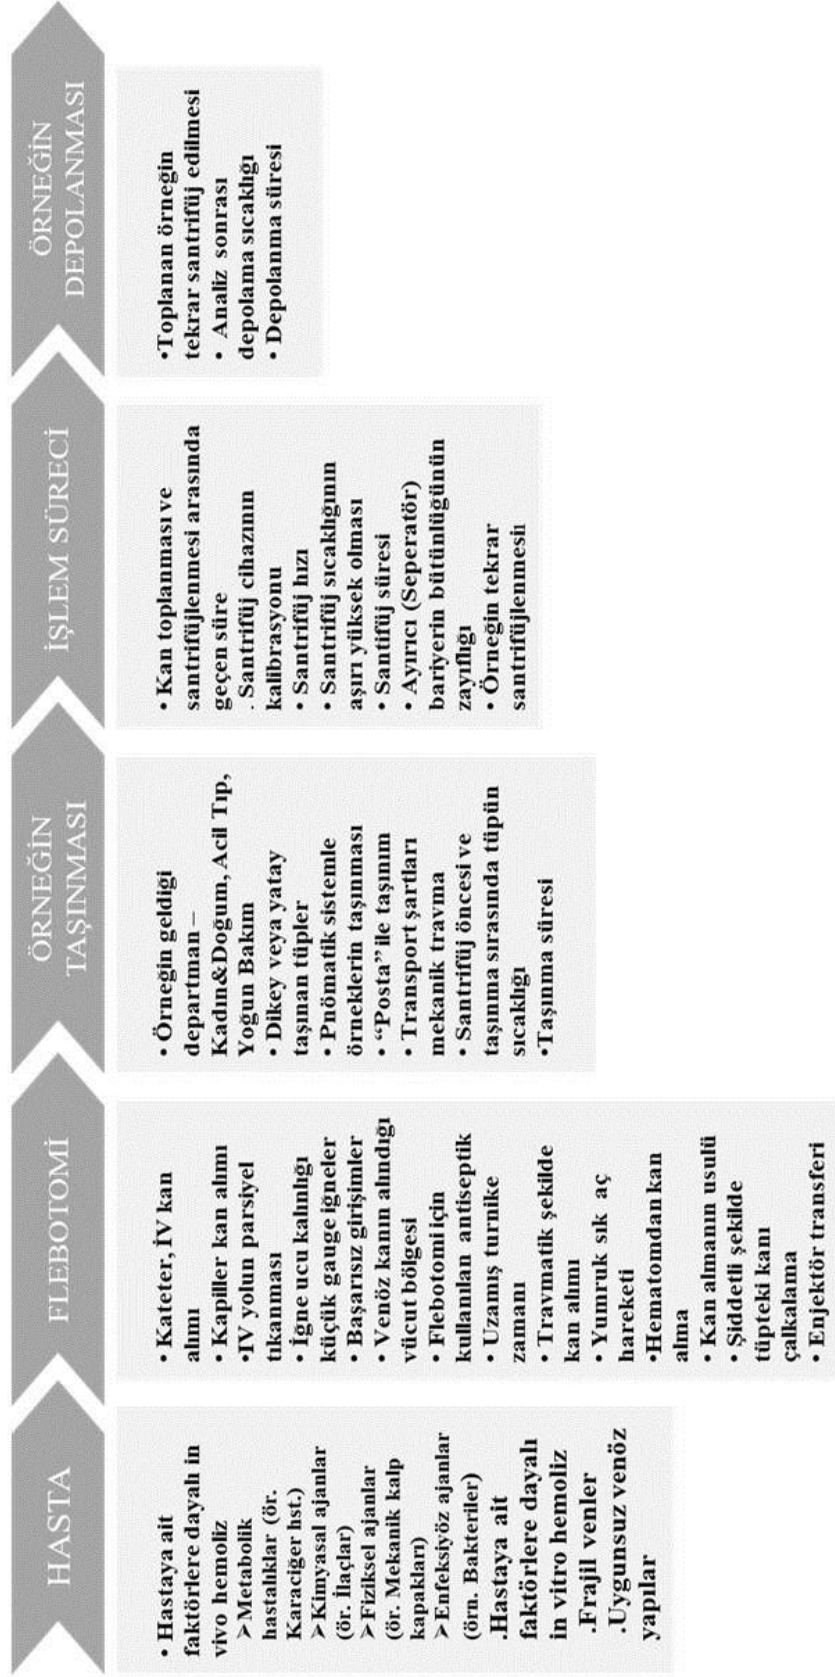 HASTA
• Hastaya ait
faktörlere dayalı in
vivo hemoliz
➢Metabolik
hastalıklar (ör.
Karaciğer hst.)
➢Kimyasal ajanlar
(ör. İlaçlar)
➢Fiziksel ajanlar
(ör. Mekanik kalp
kapakları)
➢Enfeksiyöz ajanlar
(örn. Bakteriler)
.Hastaya ait
faktörlere dayalı
in vitro hemoliz
.Frajil venler
.Uygunsuz venöz
yapılar
FLEBOTOMİ
• Kateter, İV kan
alımı
• Kapiller kan alımı
•IV yolun parsiyel
tıkanması
• İğne ucu kalınlığı
küçük gauge iğneler
• Başarısız girişimler
• Venöz kanın alındığı
vücut bölgesi
• Flebotomi için
kullanılan antiseptik
• Uzamış turnike
zamanı
• Travmatik şekilde
kan alımı
• Yumruk sık aç
hareketi
•Hematomdan kan
alma
• Kan almanın usulü
• Şiddetli şekilde
tüpteki kanı
çalkalama
• Enjektör transferi
ÖRNEĞİN
TAŞINMASI
• Örneğin geldiği
departman –
Kadın&Doğum, Acil Tıp,
Yoğun Bakım
• Dikey veya yatay
taşınan tüpler
• Pnömatik sistemle
örneklerin taşınması
• “Posta” ile taşınım
• Transport şartları
mekanik travma
• Santrifüj öncesi ve
taşınma sırasında tüpün
sıcaklığı
•Taşınma süresi
İŞLEM SÜRECİ
• Kan toplanması ve
santrifüjlenmesi arasında
geçen süre
. Santrifüj cihazının
kalibrasyonu
• Santrifüj hızı
• Santrifüj sıcaklığının
aşırı yüksek olması
• Santifüj süresi
• Ayırıcı (Seperatör)
bariyerin bütünlüğünün
zayıflığı
• Örneğin tekrar
santrifüjlenmesi
ÖRNEĞİN
DEPOLANMASI
•Toplanan örneğin
tekrar santrifüj edilmesi
• Analiz sonrası
depolama sıcaklığı
• Depolanma süresi